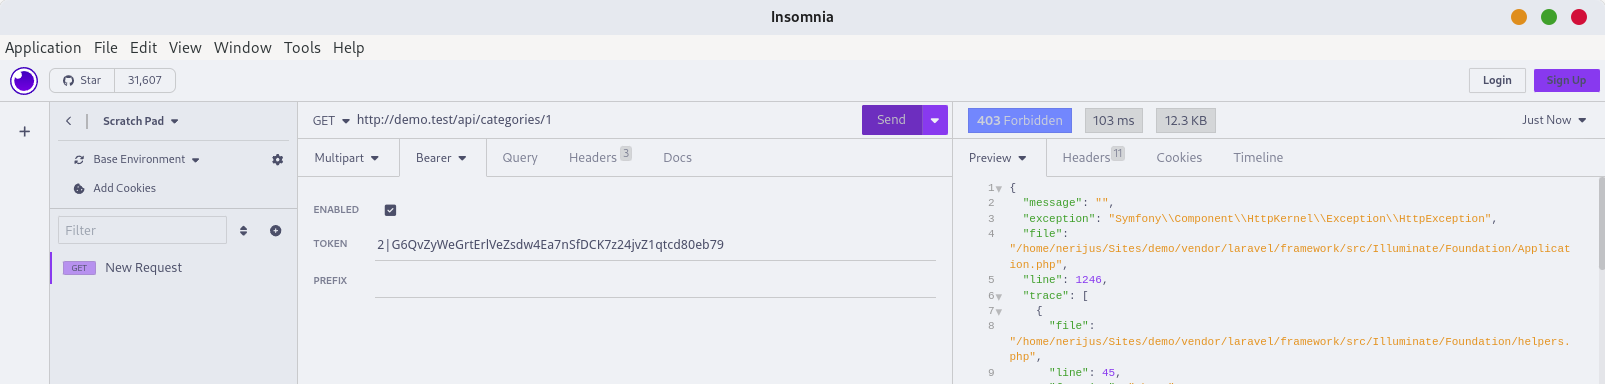 Insomnia
Application File Edit View Window Tools Help
Star 31,607
Login Sign Up
Scratch Pad
GET http://demo.test/api/categories/1 Send
403 Forbidden 103 ms 12.3 KB Just Now
Base Environment
Add Cookies
Filter
GET New Request
Multipart Bearer Query Headers 3 Docs
ENABLED
TOKEN 2|G6QvZyWeGrtErlVeZsdw4Ea7nSfDCK7z24jvZ1qtcd80eb79
PREFIX
Preview Headers 11 Cookies Timeline
1 {
2 "message": "",
3 "exception": "Symfony\\Component\\HttpKernel\\Exception\\HttpException",
4 "file":
"/home/nerijus/Sites/demo/vendor/laravel/framework/src/Illuminate/Foundation/Applicat
ion.php",
5 "line": 1246,
6 "trace": [
7 {
8 "file":
"/home/nerijus/Sites/demo/vendor/laravel/framework/src/Illuminate/Foundation/helpers.
php",
9 "line": 45,